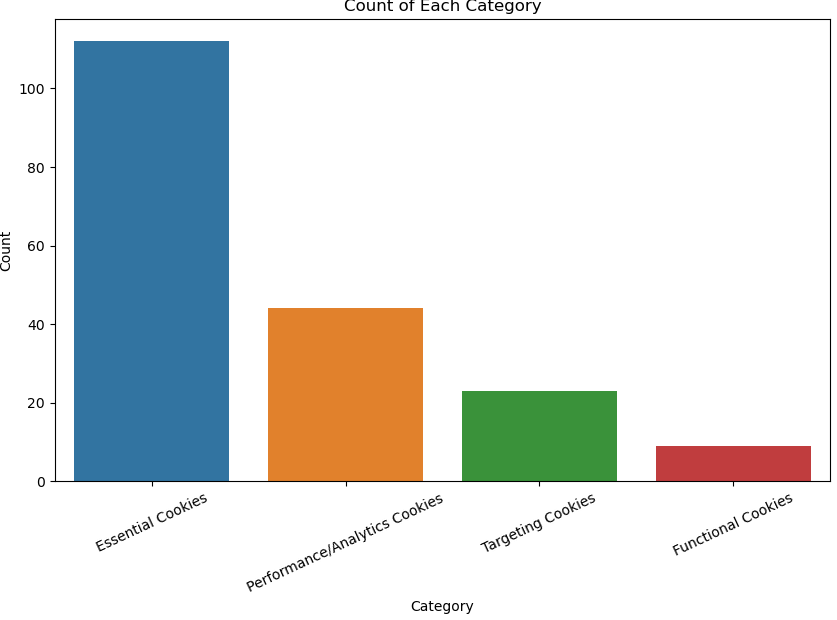 Count of Each Category
Count
100
80
60
40
20
0
Essential Cookies
Performance/Analytics Cookies
Targeting Cookies
Functional Cookies
Category